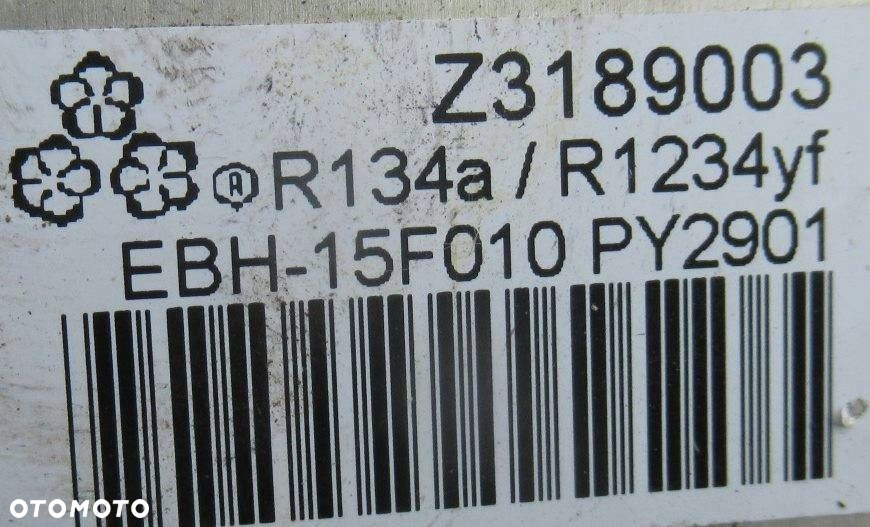 Z3189003
Ⓐ R134a / R1234yf
EBH-15F010 PY2901
OTOMOTO